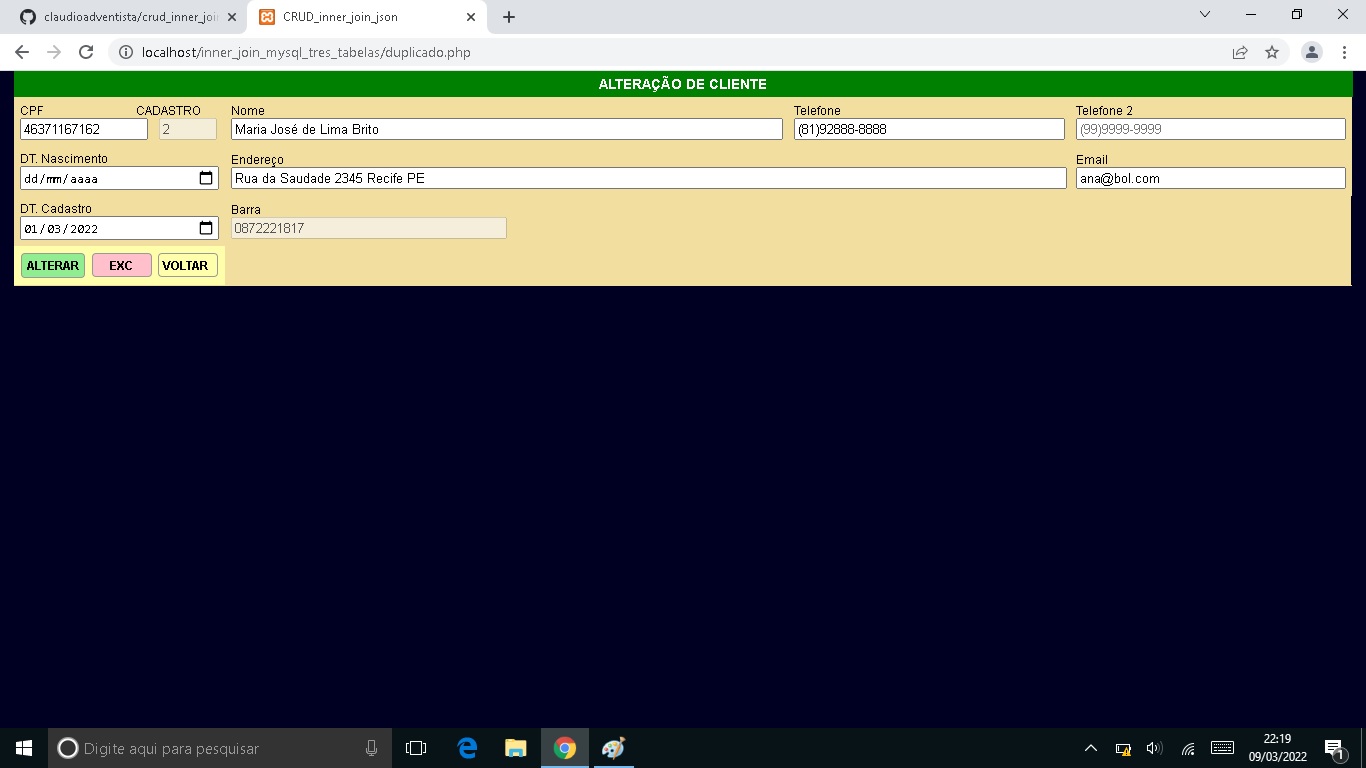 claudioadventista/crud_inner_joi
CRUD_inner_join_json
localhost/inner_join_mysql_tres_tabelas/duplicado.php
ALTERAÇÃO DE CLIENTE
CPF CADASTRO Nome Telefone Telefone 2
46371167162 2 Maria José de Lima Brito (81)92888-8888 (99)9999-9999
DT. Nascimento Endereço Email
dd/mm/aaaa Rua da Saudade 2345 Recife PE ana@bol.com
DT. Cadastro Barra
01/03/2022 0872221817
ALTERAR EXC VOLTAR
Digite aqui para pesquisar
22:19
09/03/2022
1